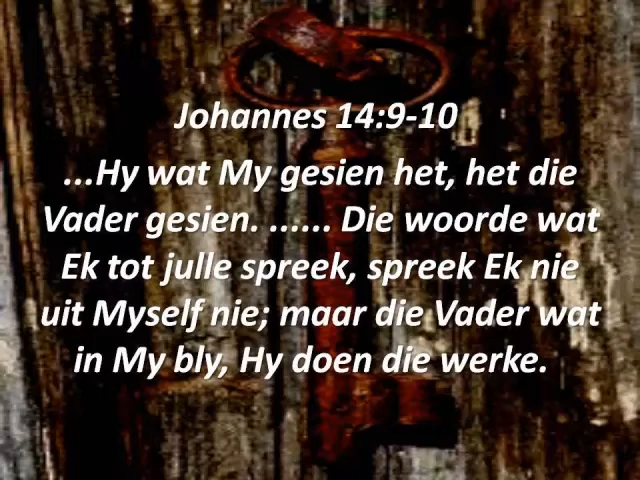 Johannes 14:9-10
...Hy wat My gesien het, het die
Vader gesien. ...... Die woorde wat
Ek tot julle spreek, spreek Ek nie
uit Myself nie; maar die Vader wat
in My bly, Hy doen die werke.